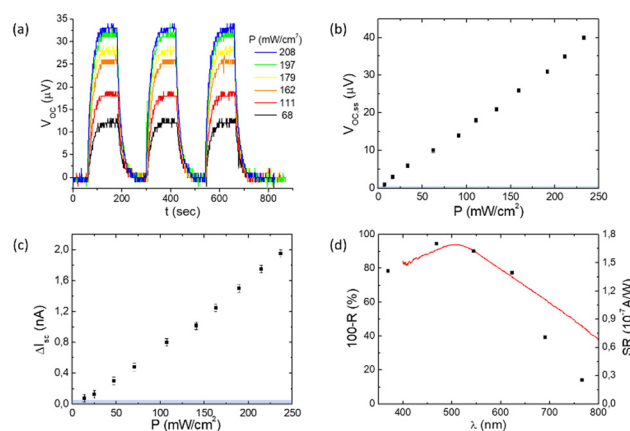 (a)
V_OC (μV)
35
30
25
20
15
10
5
0
0 200 400 600 800
t (sec)
P (mW/cm²)
208
197
179
162
111
68
(b)
V_OC,ss (μV)
40
20
0
0 50 100 150 200 250
P (mW/cm²)
(c)
ΔI_sc (nA)
2,0
1,6
1,2
0,8
0,4
0,0
0 50 100 150 200 250
P (mW/cm²)
(d)
100-R (%)
100
80
60
40
20
0
400 500 600 700 800
λ (nm)
1,8
1,5
1,2
0,9
0,6
0,3
0,0
SR (10⁻⁷A/W)